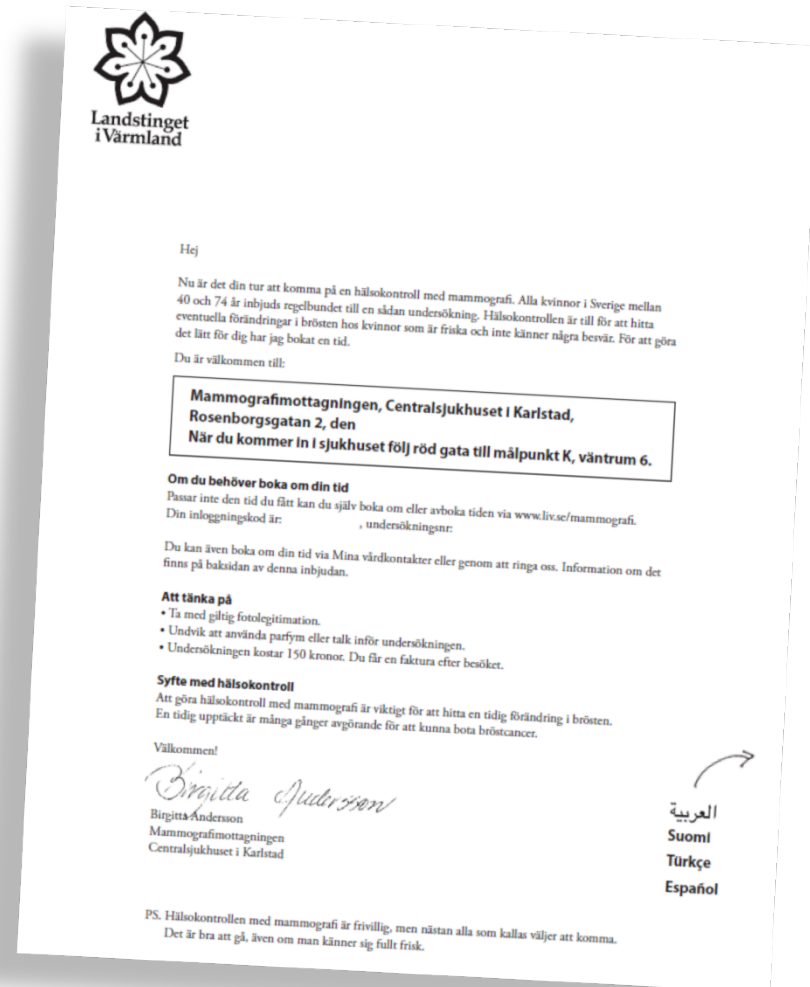 Landstinget
i Värmland
Hej
Nu är det din tur att komma på en hälsokontroll med mammografi. Alla kvinnor i Sverige mellan
40 och 74 år inbjuds regelbundet till en sådan undersökning. Hälsokontrollen är till för att hitta
eventuella förändringar i brösten hos kvinnor som är friska och inte känner några besvär. För att göra
det lätt för dig har jag bokat en tid.
Du är välkommen till:
Mammografimottagningen, Centralsjukhuset i Karlstad,
Rosenborgsgatan 2, den
När du kommer in i sjukhuset följ röd gata till målpunkt K, väntrum 6.
Om du behöver boka om din tid
Passar inte den tid du fått kan du själv boka om eller avboka tiden via www.liv.se/mammografi.
Din inloggningskod är: , undersökningsnr:
Du kan även boka om din tid via Mina vårdkontakter eller genom att ringa oss. Information om det
finns på baksidan av denna inbjudan.
Att tänka på
• Ta med giltig fotolegitimation.
• Undvik att använda parfym eller talk inför undersökningen.
• Undersökningen kostar 150 kronor. Du får en faktura efter besöket.
Syfte med hälsokontroll
Att göra hälsokontroll med mammografi är viktigt för att hitta en tidig förändring i brösten.
En tidig upptäckt är många gånger avgörande för att kunna bota bröstcancer.
Välkommen!
Birgitta Andersson
Birgitta Andersson
Mammografimottagningen
Centralsjukhuset i Karlstad
العربية
Suomi
Türkçe
Español
PS. Hälsokontrollen med mammografi är frivillig, men nästan alla som kallas väljer att komma.
Det är bra att gå, även om man känner sig fullt frisk.